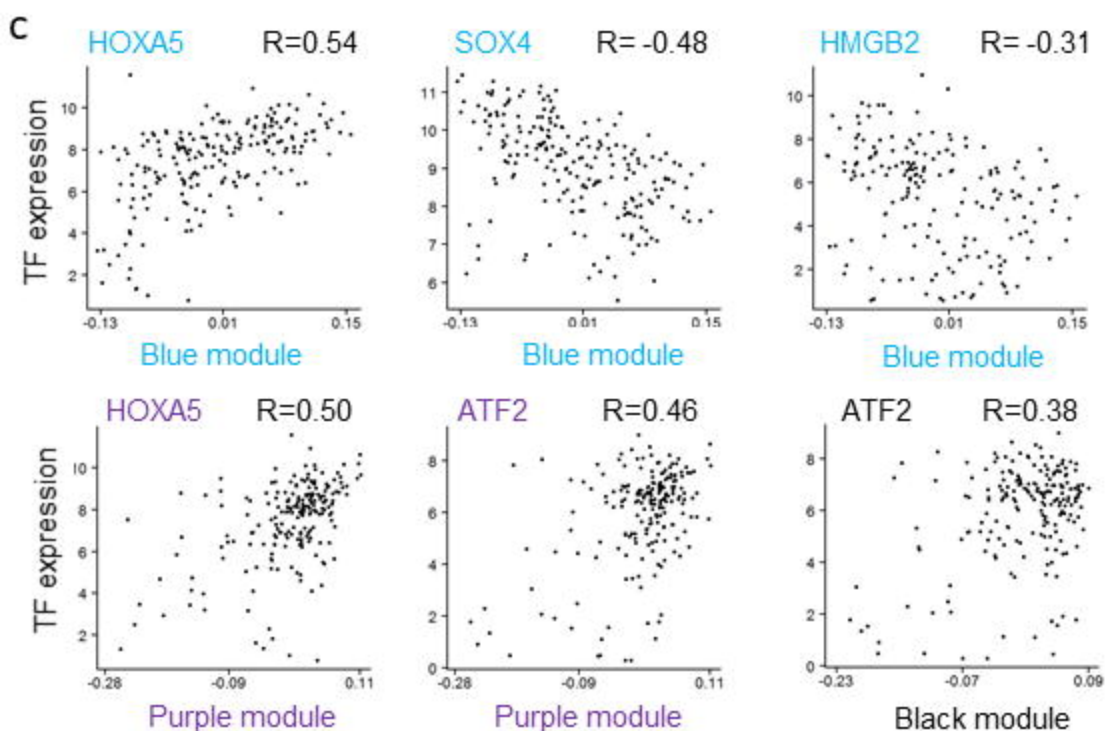 C
HOXA5 R=0.54 SOX4 R= -0.48 HMGB2 R= -0.31
TF expression
10
8
6
4
2
-0.13 0.01 0.15
Blue module
11
10
9
8
7
6
-0.13 0.01 0.15
Blue module
10
8
6
4
2
-0.13 0.01 0.15
Blue module
HOXA5 R=0.50 ATF2 R=0.46 ATF2 R=0.38
TF expression
10
8
6
4
2
-0.28 -0.09 0.11
Purple module
8
6
4
2
0
-0.28 -0.09 0.11
Purple module
8
6
4
2
0
-0.23 -0.07 0.09
Black module